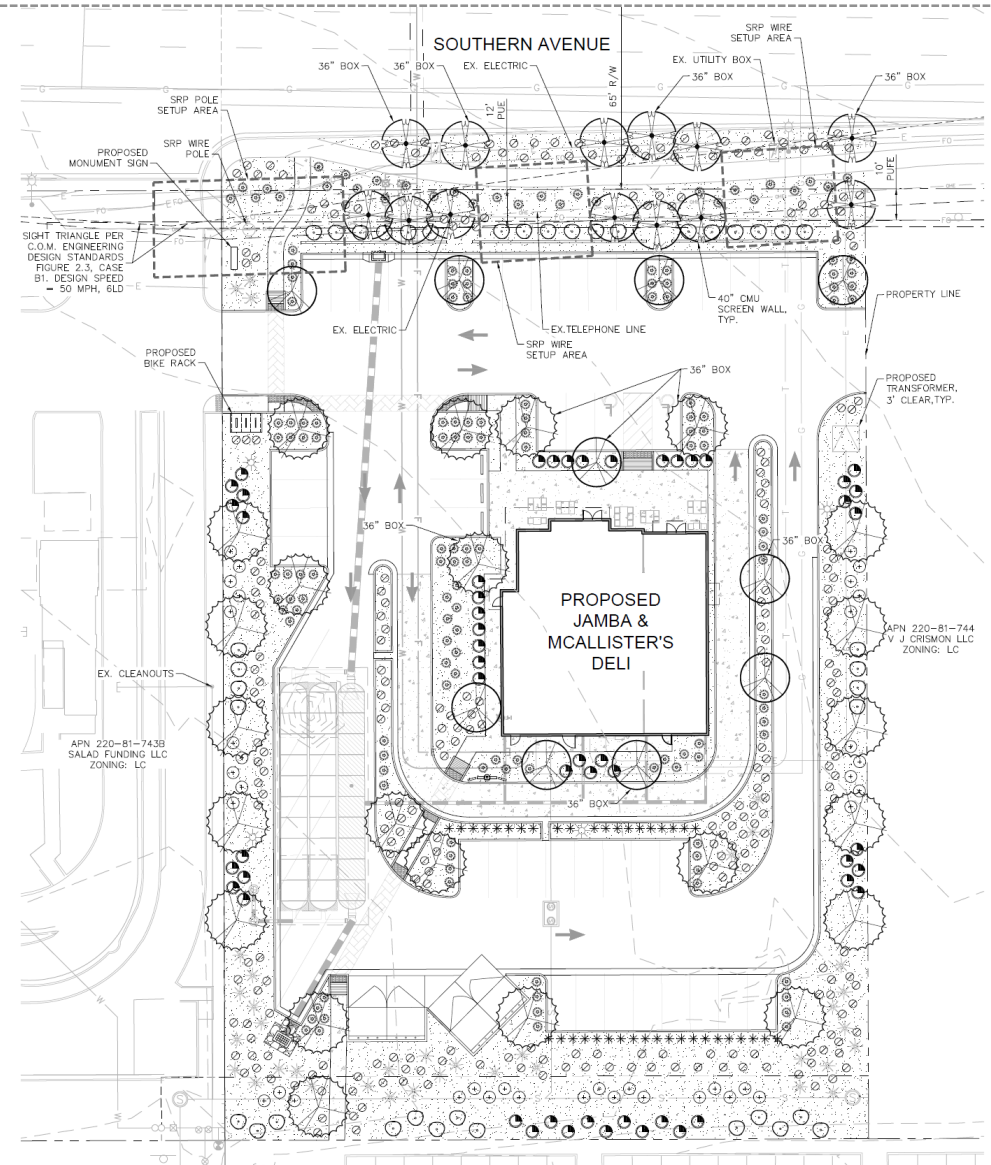 SOUTHERN AVENUE
SRP WIRE
SETUP AREA
36" BOX
36" BOX
EX. ELECTRIC
EX. UTILITY BOX
36" BOX
36" BOX
SRP POLE
SETUP AREA
12'
PUE
65' R/W
PROPOSED
MONUMENT SIGN
SRP WIRE
POLE
10'
PUFE
SIGHT TRIANGLE PER
C.O.M. ENGINEERING
DESIGN STANDARDS
FIGURE 2.3, CASE
B1. DESIGN SPEED
= 50 MPH, 6LD
PROPERTY LINE
40" CMU
SCREEN WALL,
TYP.
EX. ELECTRIC
EX.TELEPHONE LINE
SRP WIRE
SETUP AREA
PROPOSED
BIKE RACK
36" BOX
PROPOSED
TRANSFORMER,
3' CLEAR,TYP.
36" BOX
36" BOX
PROPOSED
JAMBA &
MCALLISTER'S
DELI
APN 220-81-744
V J CRISMON LLC
ZONING: LC
EX. CLEANOUTS
APN 220-81-743B
SALAD FUNDING LLC
ZONING: LC
36" BOX